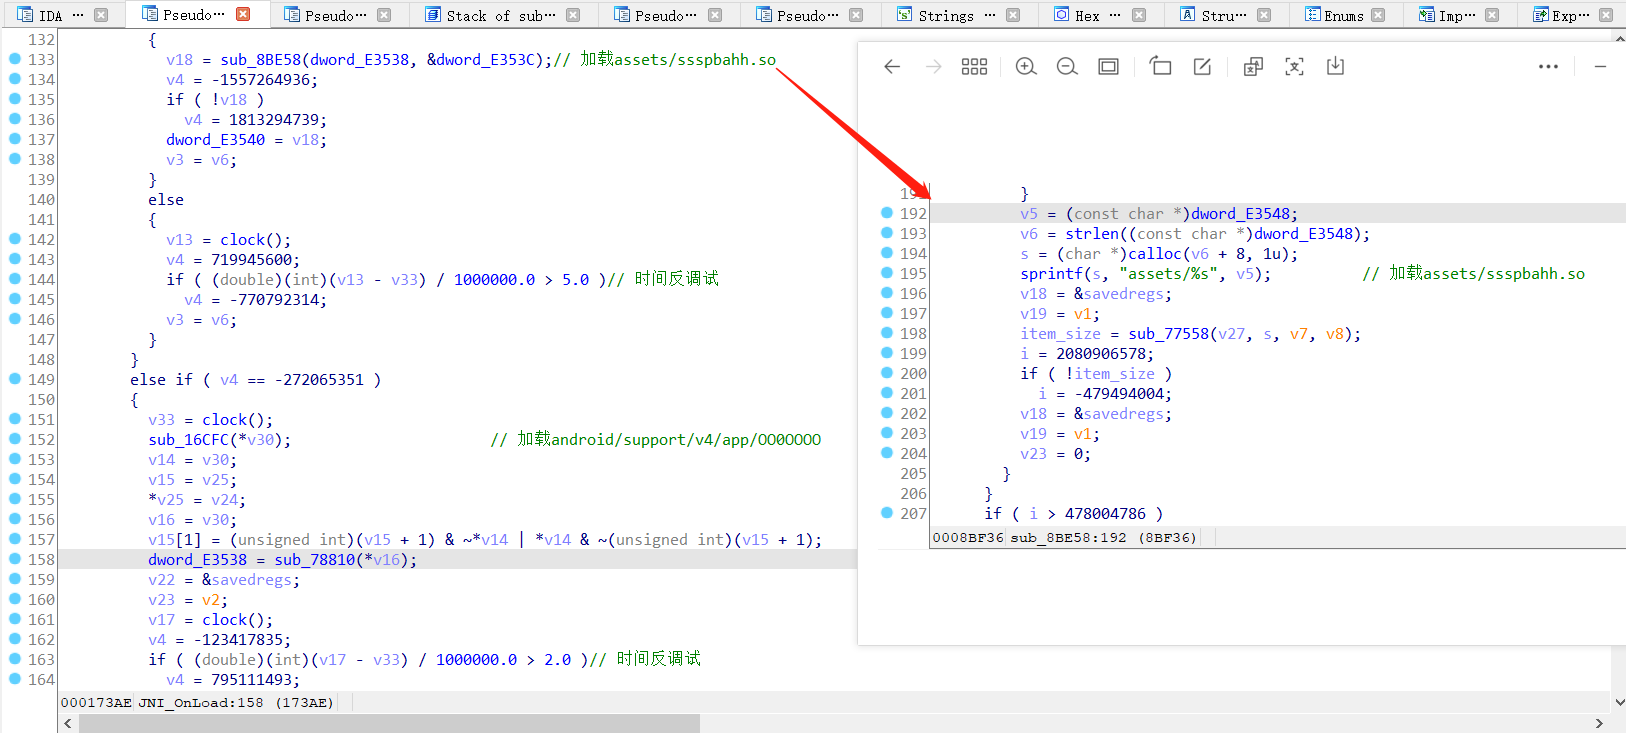 IDA ···
Pseudo···
Pseudo···
Stack of sub···
Pseudo···
Pseudo···
Strings ···
Hex ···
Stru···
Enums
Imp···
Exp···
132 {
133 v18 = sub_8BE58(dword_E3538, &dword_E353C);// 加载assets/ssspbahh.so
134 v4 = -1557264936;
135 if ( !v18 )
136 v4 = 1813294739;
137 dword_E3540 = v18;
138 v3 = v6;
139 }
140 else
141 {
142 v13 = clock();
143 v4 = 719945600;
144 if ( (double)(int)(v13 - v33) / 1000000.0 > 5.0 )// 时间反调试
145 v4 = -770792314;
146 v3 = v6;
147 }
148 }
149 else if ( v4 == -272065351 )
150 {
151 v33 = clock();
152 sub_16CFC(*v30); // 加载android/support/v4/app/OO0OOOO
153 v14 = v30;
154 v15 = v25;
155 *v25 = v24;
156 v16 = v30;
157 v15[1] = (unsigned int)(v15 + 1) & ~*v14 | *v14 & ~(unsigned int)(v15 + 1);
158 dword_E3538 = sub_78810(*v16);
159 v22 = &savedregs;
160 v23 = v2;
161 v17 = clock();
162 v4 = -123417835;
163 if ( (double)(int)(v17 - v33) / 1000000.0 > 2.0 )// 时间反调试
164 v4 = 795111493;
000173AE JNI_OnLoad:158 (173AE)
}
192 v5 = (const char *)dword_E3548;
193 v6 = strlen((const char *)dword_E3548);
194 s = (char *)calloc(v6 + 8, 1u);
195 sprintf(s, "assets/%s", v5); // 加载assets/ssspbahh.so
196 v18 = &savedregs;
197 v19 = v1;
198 item_size = sub_77558(v27, s, v7, v8);
199 i = 2080906578;
200 if ( !item_size )
201 i = -479494004;
202 v18 = &savedregs;
203 v19 = v1;
204 v23 = 0;
205 }
206 }
207 if ( i > 478004786 )
0008BF36 sub_8BE58:192 (8BF36)